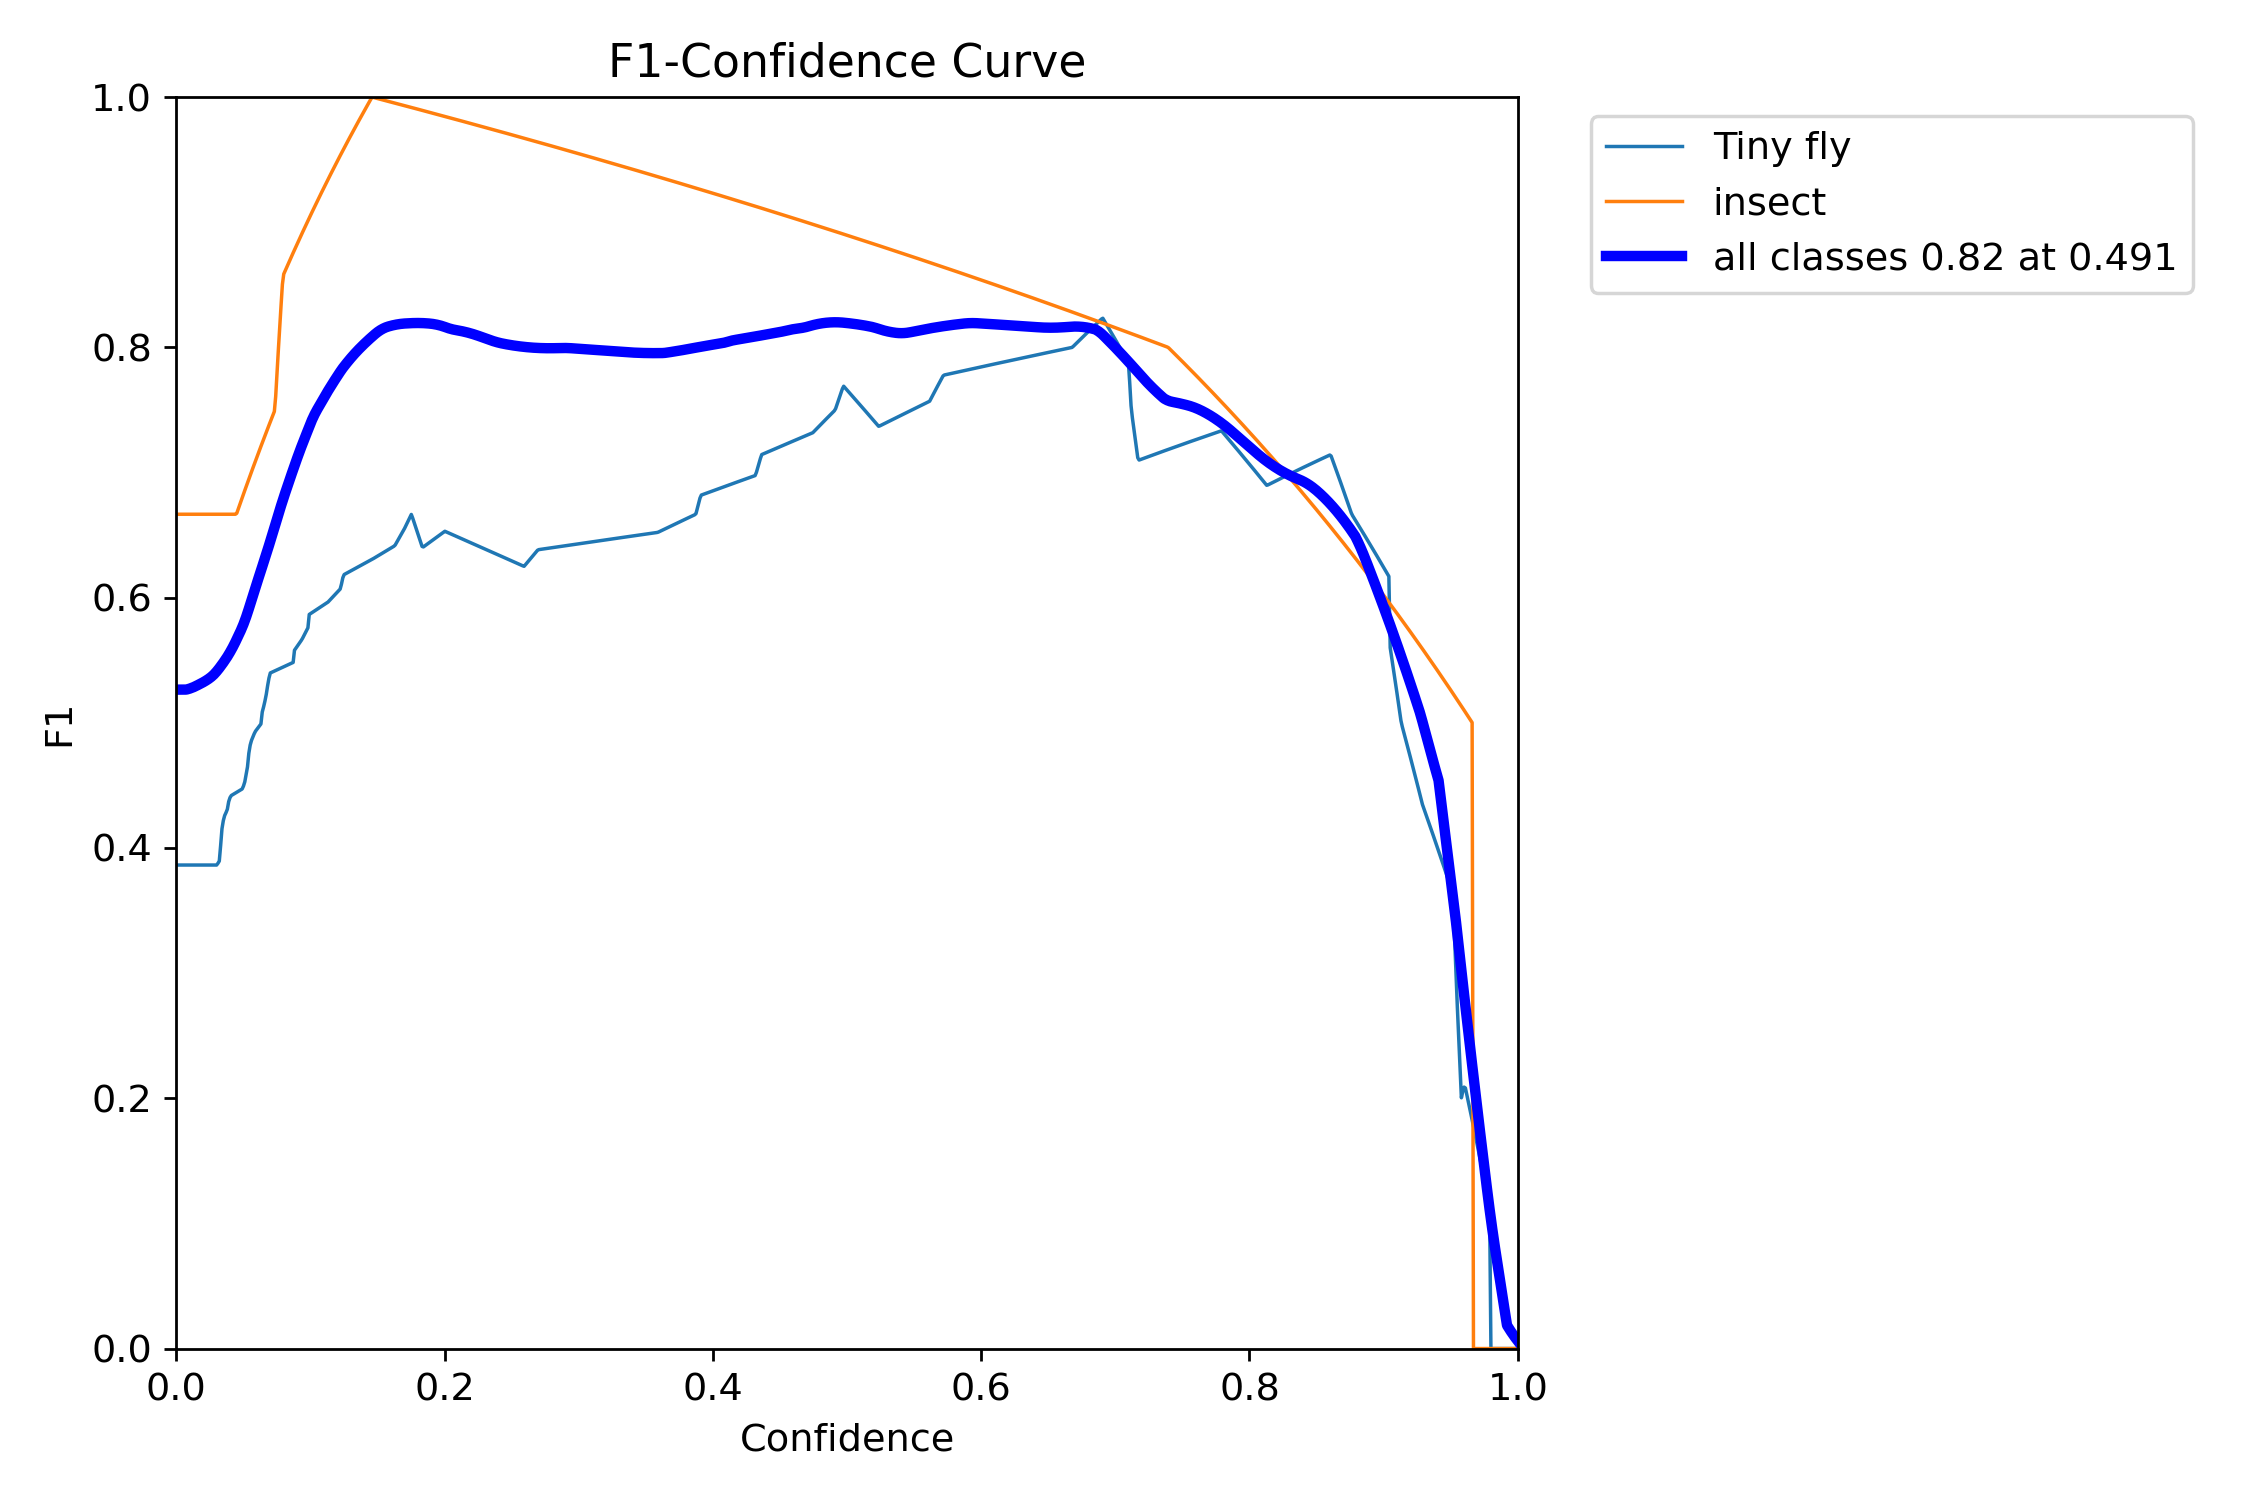 F1-Confidence Curve
1.0
0.8
0.6
0.4
0.2
0.0
F1
0.0 0.2 0.4 0.6 0.8 1.0
Confidence
Tiny fly
insect
all classes 0.82 at 0.491